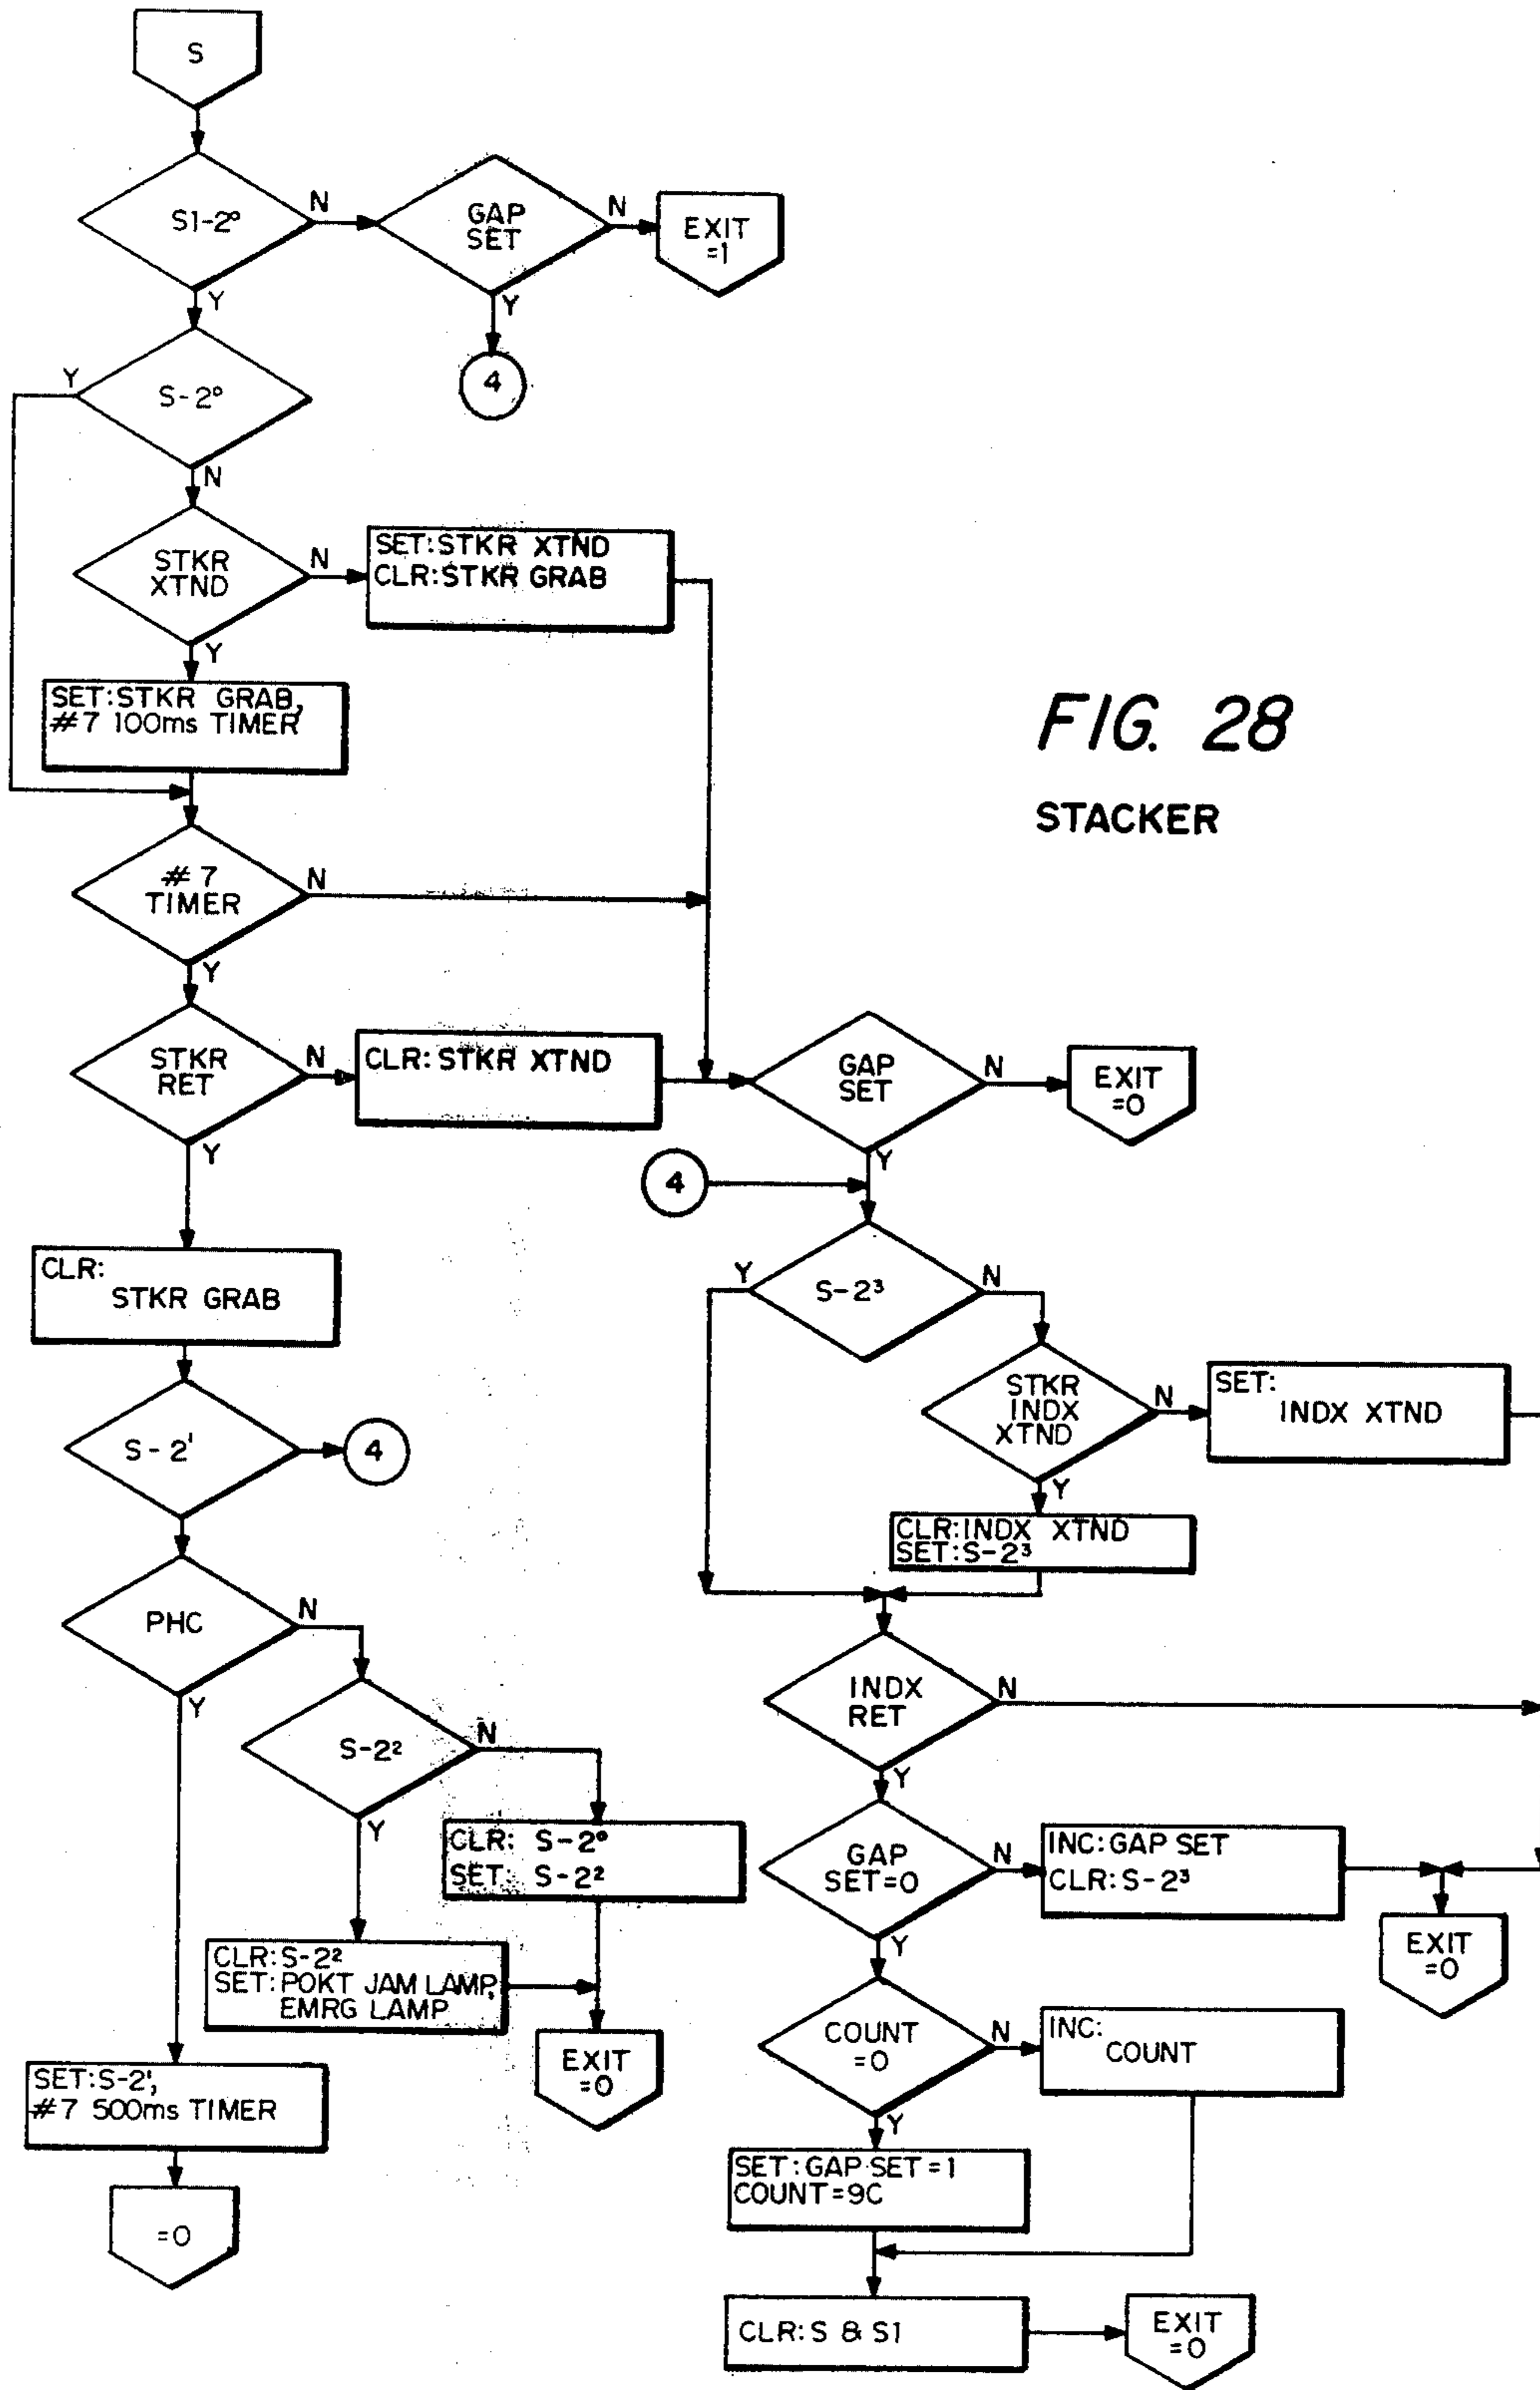 S
S1-2°
N
GAP
SET
N
EXIT
=1
Y
Y
4
Y
S-2°
N
STKR
XTND
N
SET:STKR XTND
CLR:STKR GRAB
Y
SET:STKR GRAB,
#7 100ms TIMER
FIG. 28
STACKER
#7
TIMER
N
Y
STKR
RET
N
CLR: STKR XTND
GAP
SET
N
EXIT
=0
Y
Y
4
CLR:
STKR GRAB
Y
S-2³
N
STKR
INDX
XTND
N
SET:
INDX XTND
Y
S-2'
4
CLR:INDX XTND
SET:S-2³
PHC
N
Y
INDX
RET
N
Y
S-2²
N
Y
CLR: S-2°
SET: S-2²
GAP
SET=0
N
INC:GAP SET
CLR:S-2³
Y
EXIT
=0
CLR:S-2²
SET:POKT JAM LAMP,
EMRG LAMP
EXIT
=0
COUNT
=0
N
INC:
COUNT
Y
SET:S-2',
#7 500ms TIMER
=0
SET:GAP SET=1
COUNT=9C
CLR:S & S1
EXIT
=0